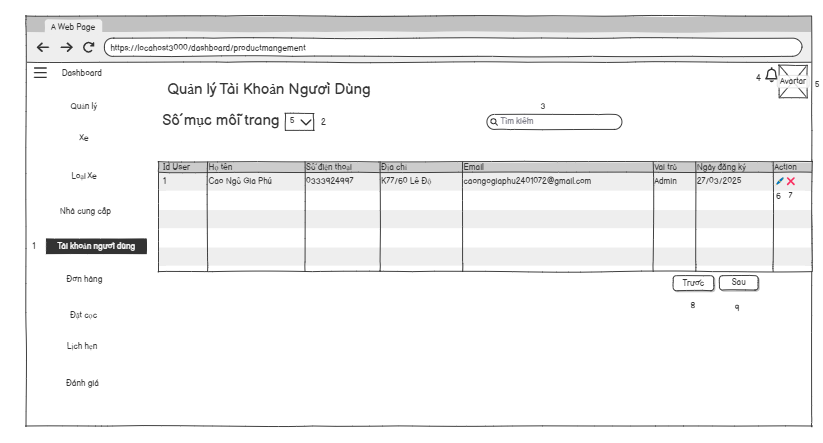 A Web Page
https://locahost3000/dashboard/productmangement
Dashboard
4
Avartar
5
Quản lý
Quản lý Tài Khoản Người Dùng
3
Số mục mỗi trang 5 2
Tìm kiếm
Xe
Id User Họ tên Số điện thoại Địa chỉ Email Vai trò Ngày đăng ký Action
1 Cao Ngũ Gia Phú 0333924997 K77/60 Lê Độ caongogiaphu2401072@gmail.com Admin 27/03/2025
Loại Xe
6 7
Nhà cung cấp
1 Tài khoản người dùng
Đơn hàng
Trước Sau
8 9
Đặt cọc
Lịch hẹn
Đánh giá